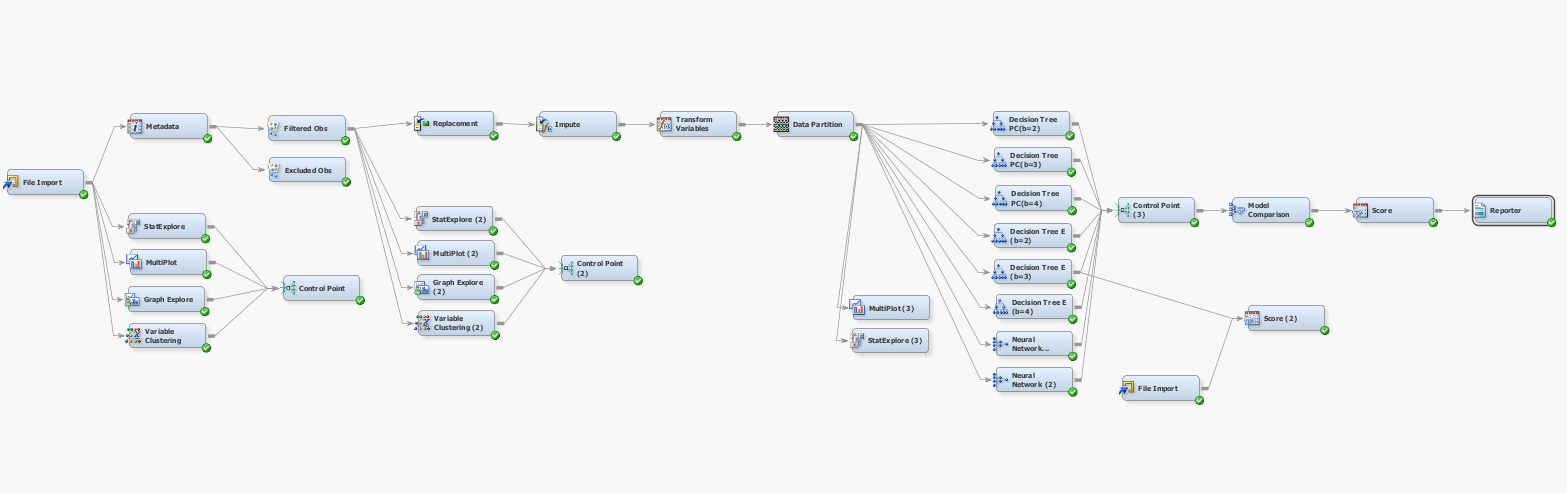 File Import
Metadata
StatExplore
MultiPlot
Graph Explore
Variable
Clustering
Filtered Obs
Excluded Obs
Control Point
Replacement
StatExplore (2)
MultiPlot (2)
Graph Explore
(2)
Variable
Clustering (2)
Impute
Control Point
(2)
Transform
Variables
Data Partition
MultiPlot (3)
StatExplore (3)
Decision Tree
PC(b=2)
Decision Tree
PC(b=3)
Decision Tree
PC(b=4)
Decision Tree E
(b=2)
Decision Tree E
(b=3)
Decision Tree E
(b=4)
Neural
Network...
Neural
Network (2)
Control Point
(3)
Model
Comparison
Score
Reporter
Score (2)
File Import